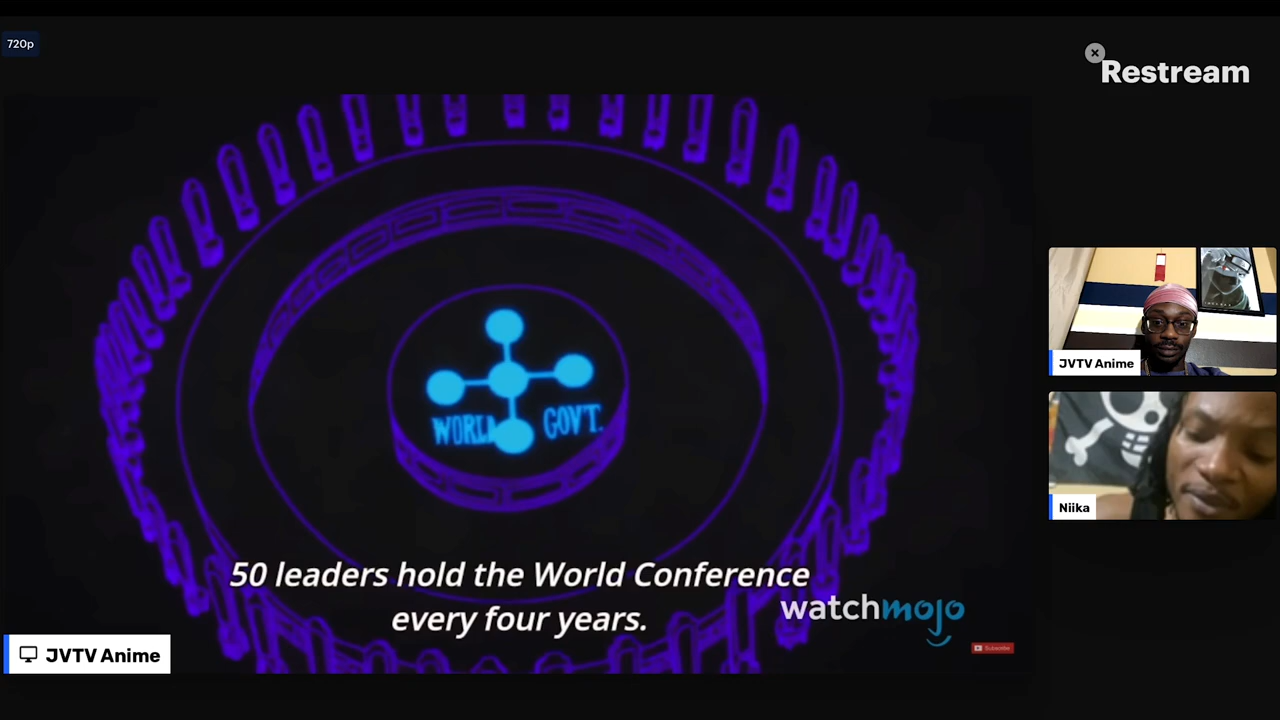 720p
Restream
WORLD GOVT.
50 leaders hold the World Conference
every four years.
watchmojo
Subscribe
JVTV Anime
JVTV Anime
Niika